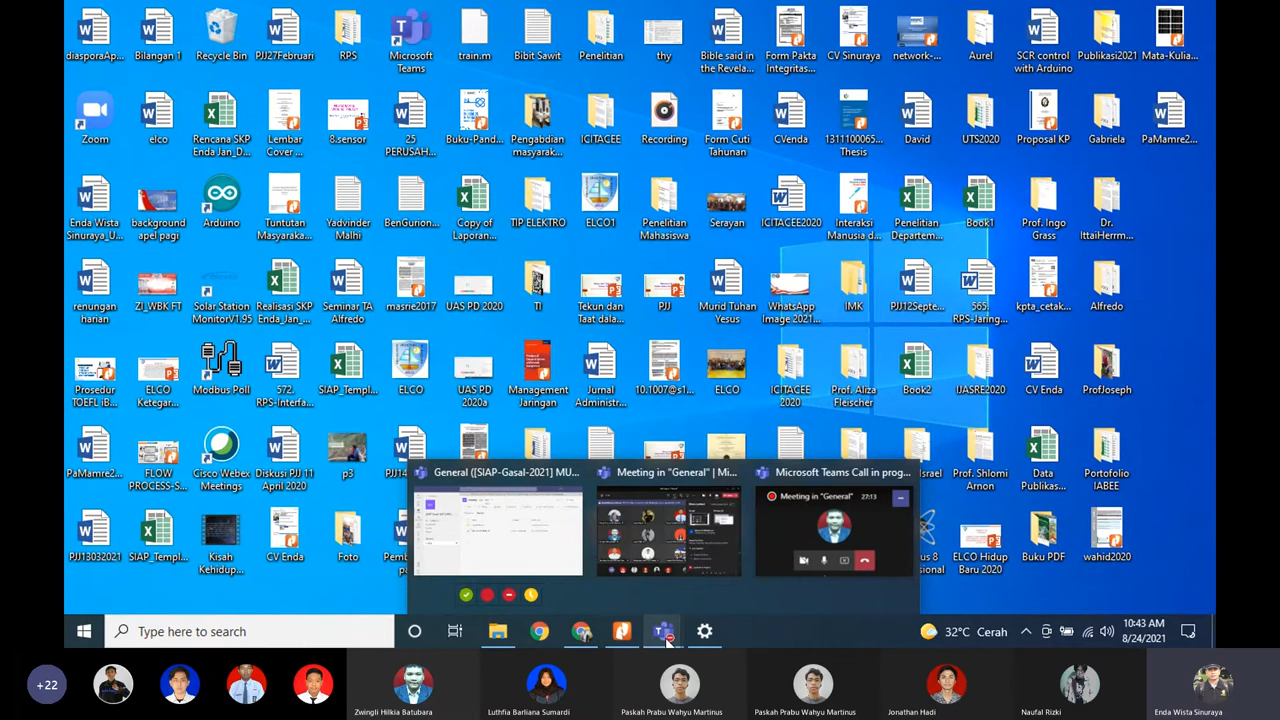 diasporaAp...
Bilangan 1
Recycle Bin
PJJ27Februari
RPS
Microsoft
Teams
train.m
Bibit Sawit
Penelitian
thy
Bible said in
the Revela...
Form Pakta
Integritas...
CV Sinuraya
network-...
Aurel
SCR control
with Arduino
Publikasi2021
Mata-Kulia...
Zoom
elco
Rencana SKP
Enda Jan_D...
Lembar
Cover ...
8.sensor
25
PERUSAH...
Buku-Pand...
Pengabdian
masyarak...
ICITACEE
Recording
Form Cuti
Tahunan
CVenda
1311100065...
Thesis
David
UTS2020
Proposal KP
Gabriela
PaMamre2...
Enda Wista
Sinuraya_U...
background
apel pagi
Arduino
Tuntutan
Masyaraka...
Yadvinder
Malhi
BenGurion...
Copy of
Laporan...
TIP ELEKTRO
ELCO1
Penelitian
Mahasiswa
Serayan
ICITACEE2020
Interaksi
Manusia d...
Penelitian
Departem...
Book1
Prof. Ingo
Grass
Dr.
IttaiHerrm...
renungan
harian
ZI_WBK FT
Solar Station
MonitorV1.95
Realisasi SKP
Enda_Jan_...
Seminar TA
Alfredo
masrie2017
UAS PD 2020
TI
Tekun dan
Taat dala...
PJJ
Murid Tuhan
Yesus
WhatsApp
Image 2021...
IMK
PJJ12Septe...
565.
RPS-Jaring...
kpta_cetak...
Alfredo
Prosedur
TOEFL iB...
ELCO
Ketegar...
Modbus Poll
572.
RPS-Interfa...
SIAP_Templ...
ELCO
UAS PD
2020a
Management
Jaringan
Jurnal
Administr...
10.1007@s1...
ELCO
ICITACEE
2020
Prof. Aliza
Fleischer
Book2
IJASRE2020
CV Enda
ProfJoseph
PaMamre2...
FLOW
PROCESS-S...
Cisco Webex
Meetings
Diskusi PJJ 11
April 2020
p3
PJJ14
General ([SIAP-Gasal-2021] MU...
Meeting in "General" | Mi...
Microsoft Teams Call in prog...
Israel
Prof. Shlomi
Arnon
Data
Publikas...
Portofolio
IABEE
Meeting in "General"
27:13
PJJ13032021
SIAP_Templ...
Kisah
Kehidup...
CV Enda
Foto
Pemb
pa
us 8
sional
ELCO Hidup
Baru 2020
Buku PDF
wahid2020
Type here to search
32°C Cerah
10:43 AM
8/24/2021
+22
Zwingli Hilkia Batubara
Luthfia Barliana Sumardi
Paskah Prabu Wahyu Martinus
Paskah Prabu Wahyu Martinus
Jonathan Hadi
Naufal Rizki
Enda Wista Sinuraya